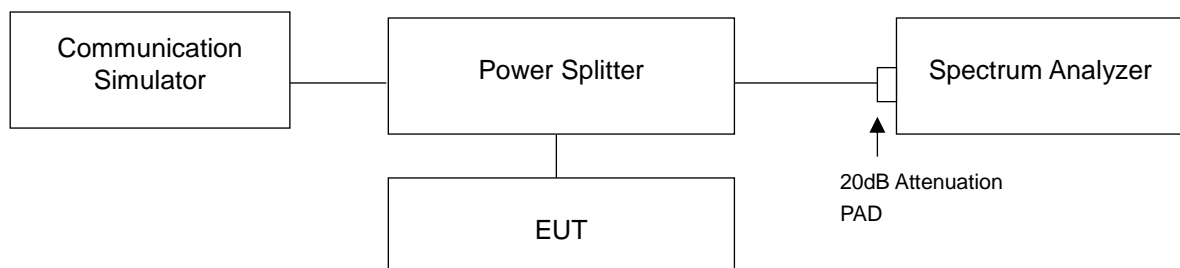 Communication
Simulator
Power Splitter
Spectrum Analyzer
20dB Attenuation
PAD
EUT